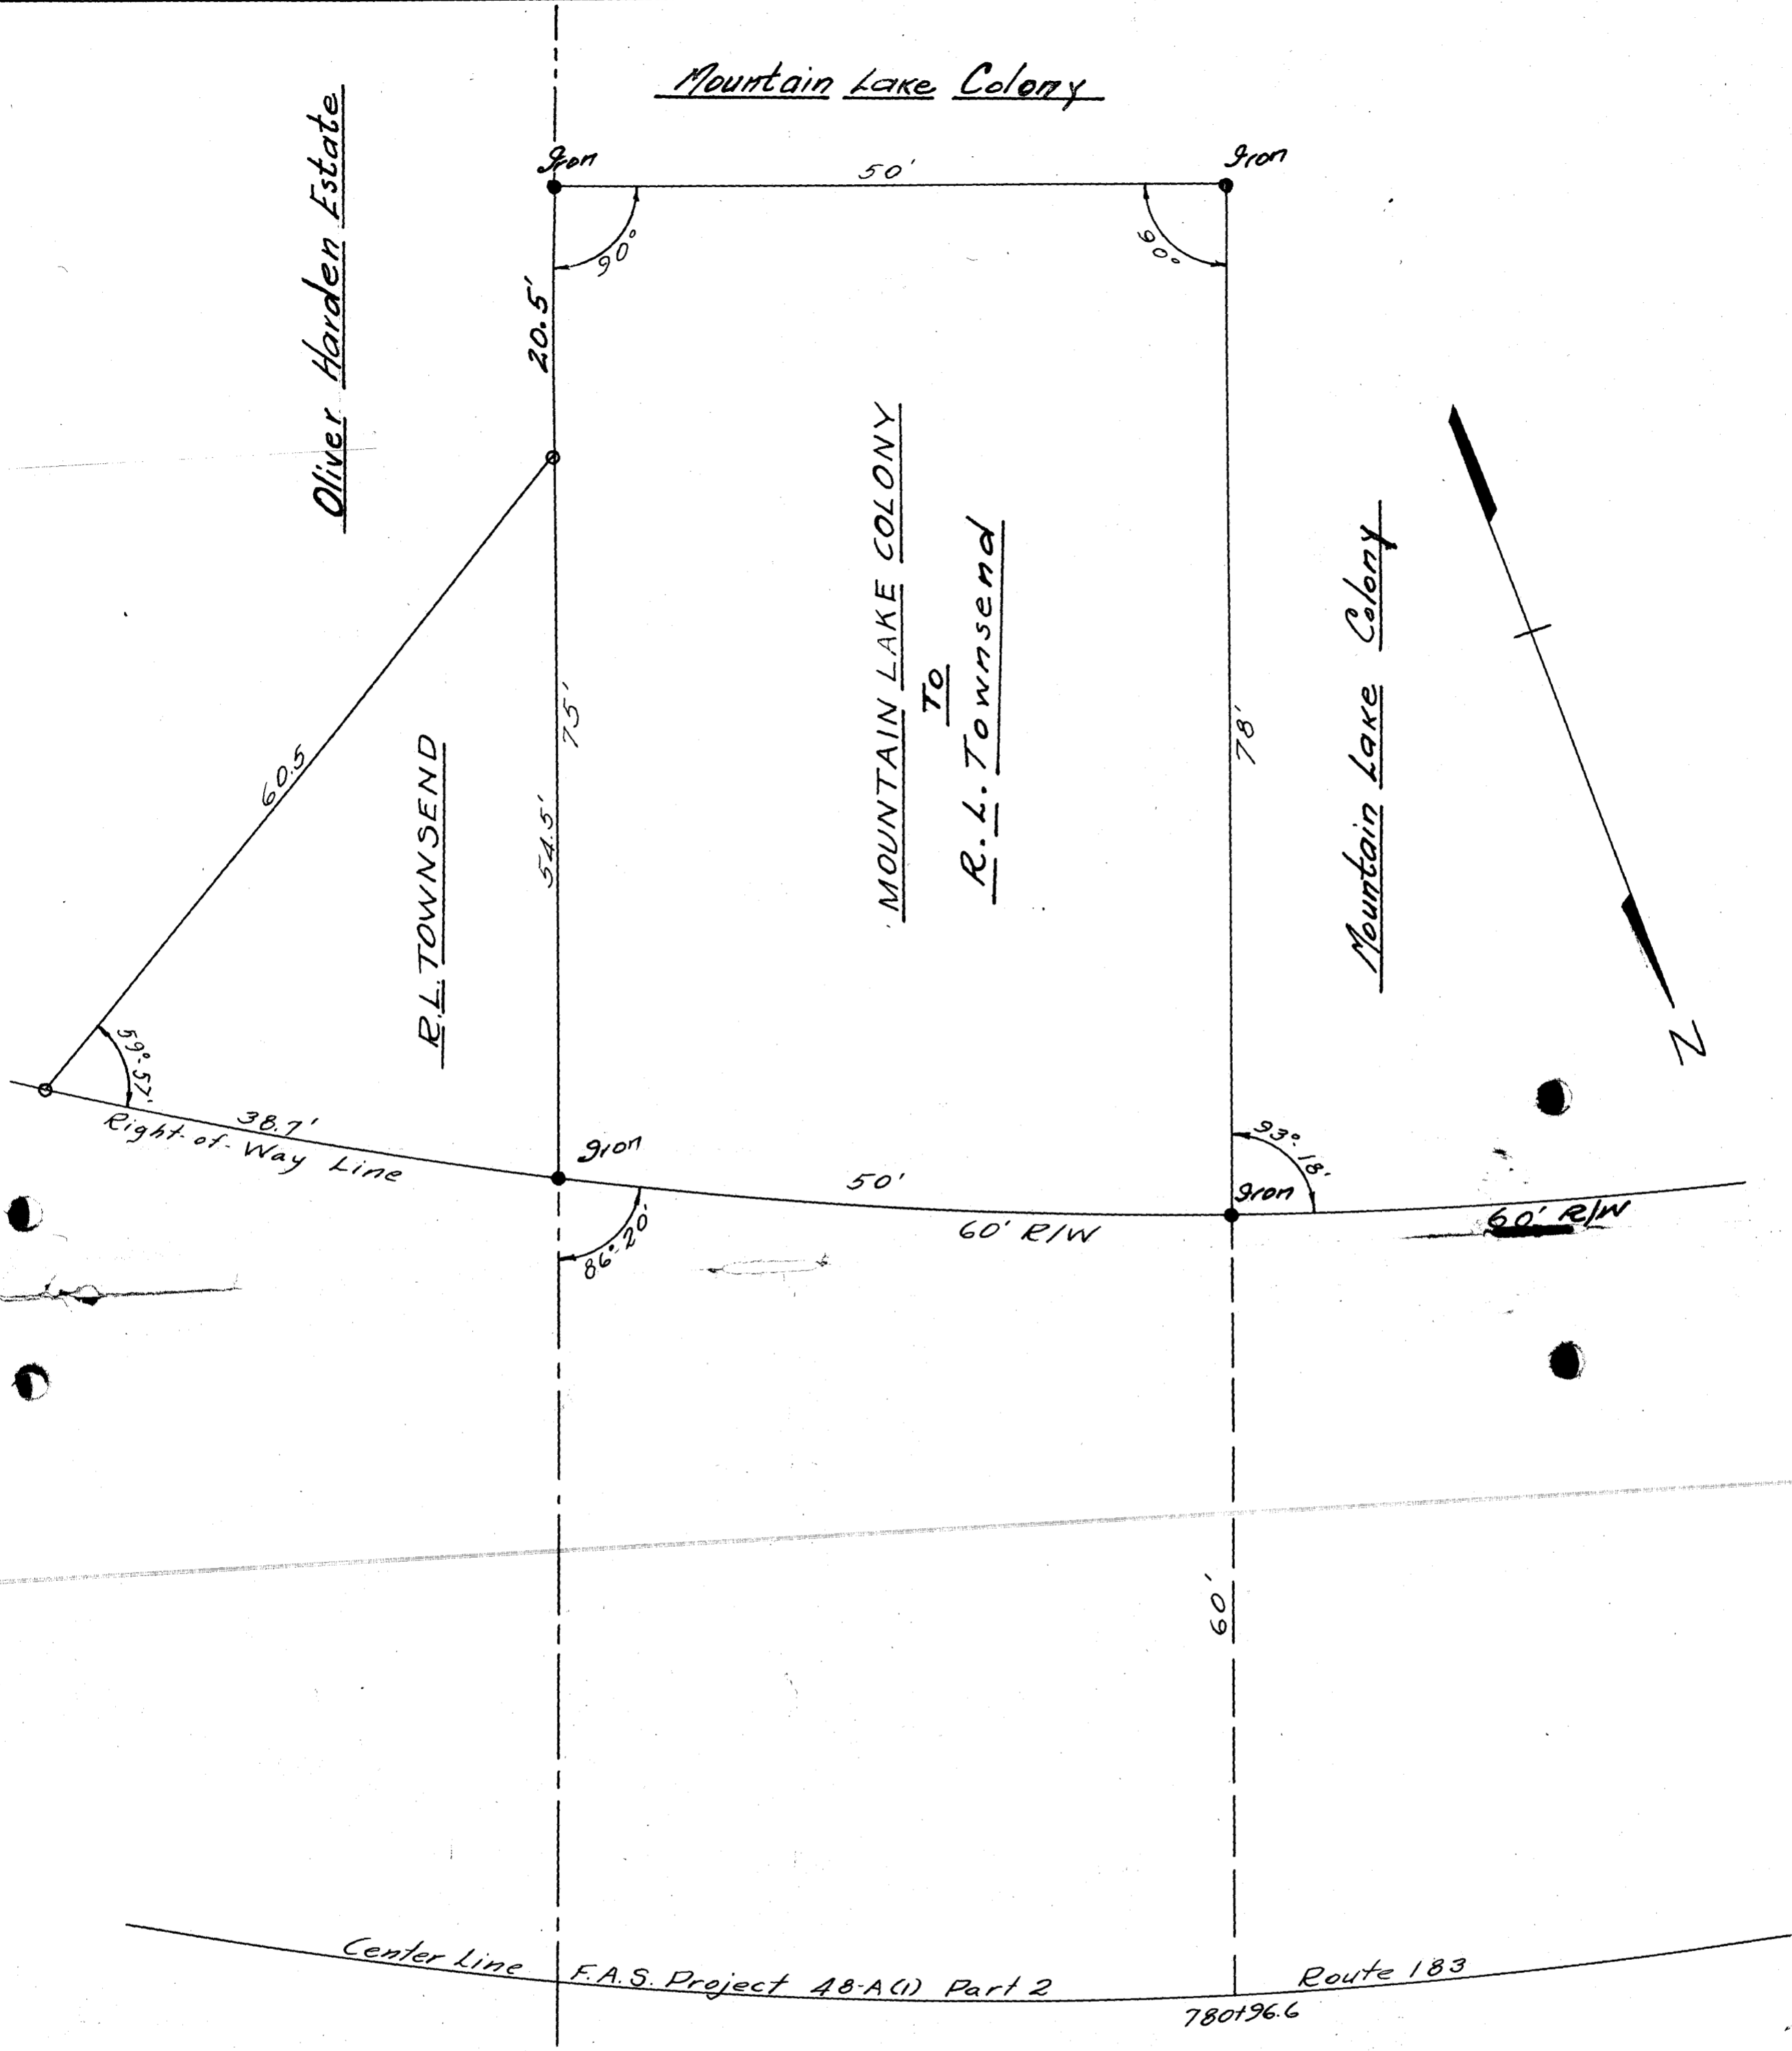 Mountain Lake Colony
Oliver Harden Estate
Iron
50'
Iron
90°
90°
20.5'
MOUNTAIN LAKE COLONY
TO
R. L. Townsend
Mountain Lake Colony
75'
78'
54.5'
60.5
R.L. TOWNSEND
N
59°-57'
38.7'
Right-of-Way Line
Iron
50'
93°-18'
Iron
60' R/W
60' R/W
86°-20'
60'
Center Line F.A.S. Project 48-A(1) Part 2 Route 183
780+96.6